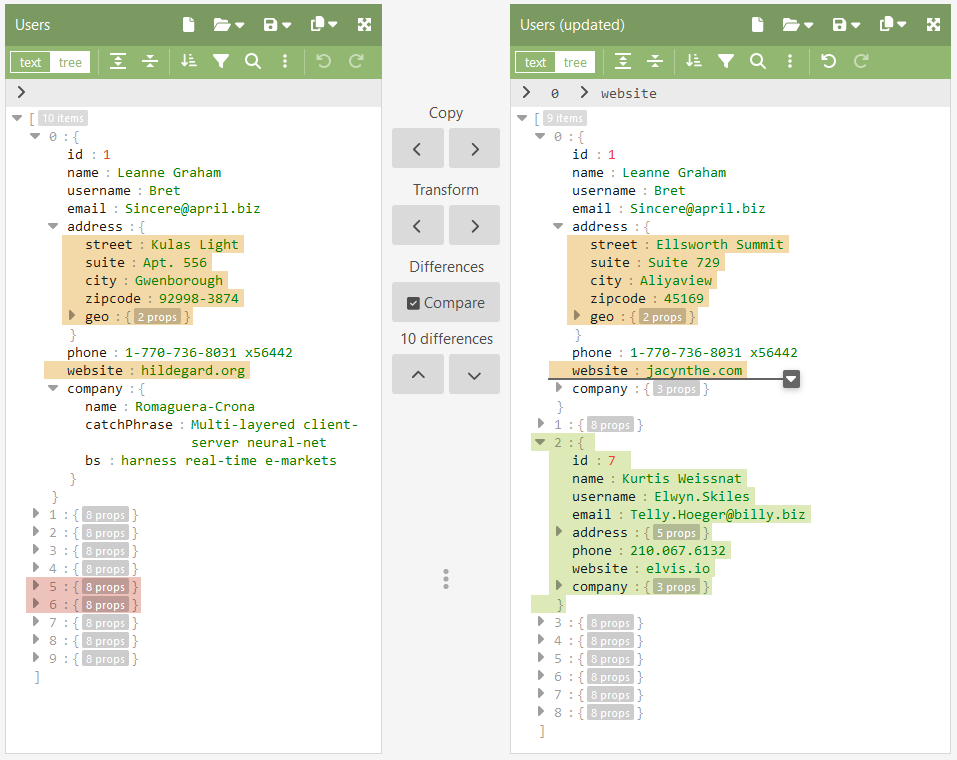 Users
text tree
[ 10 items
0 : {
id : 1
name : Leanne Graham
username : Bret
email : Sincere@april.biz
address : {
street : Kulas Light
suite : Apt. 556
city : Gwenborough
zipcode : 92998-3874
geo : { 2 props }
}
phone : 1-770-736-8031 x56442
website : hildegard.org
company : {
name : Romaguera-Crona
catchPhrase : Multi-layered client-
server neural-net
bs : harness real-time e-markets
}
}
1 : { 8 props }
2 : { 8 props }
3 : { 8 props }
4 : { 8 props }
5 : { 8 props }
6 : { 8 props }
7 : { 8 props }
8 : { 8 props }
9 : { 8 props }
]
Copy
Transform
Differences
Compare
10 differences
Users (updated)
text tree
0 website
[ 9 items
0 : {
id : 1
name : Leanne Graham
username : Bret
email : Sincere@april.biz
address : {
street : Ellsworth Summit
suite : Suite 729
city : Aliyaview
zipcode : 45169
geo : { 2 props }
}
phone : 1-770-736-8031 x56442
website : jacynthe.com
company : { 3 props }
}
1 : { 8 props }
2 : {
id : 7
name : Kurtis Weissnat
username : Elwyn.Skiles
email : Telly.Hoeger@billy.biz
address : { 5 props }
phone : 210.067.6132
website : elvis.io
company : { 3 props }
}
3 : { 8 props }
4 : { 8 props }
5 : { 8 props }
6 : { 8 props }
7 : { 8 props }
8 : { 8 props }
]